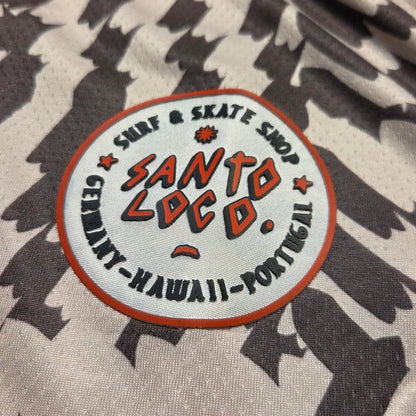 SURF & SKATE SHOP
SANTO
LOCO.
GERMANY-HAWAII-PORTUGAL